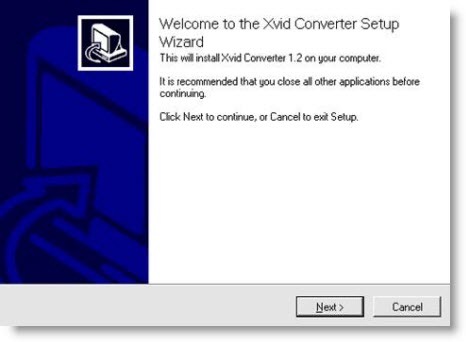 Welcome to the Xvid Converter Setup
Wizard
This will install Xvid Converter 1.2 on your computer.
It is recommended that you close all other applications before
continuing.
Click Next to continue, or Cancel to exit Setup.
Next >
Cancel